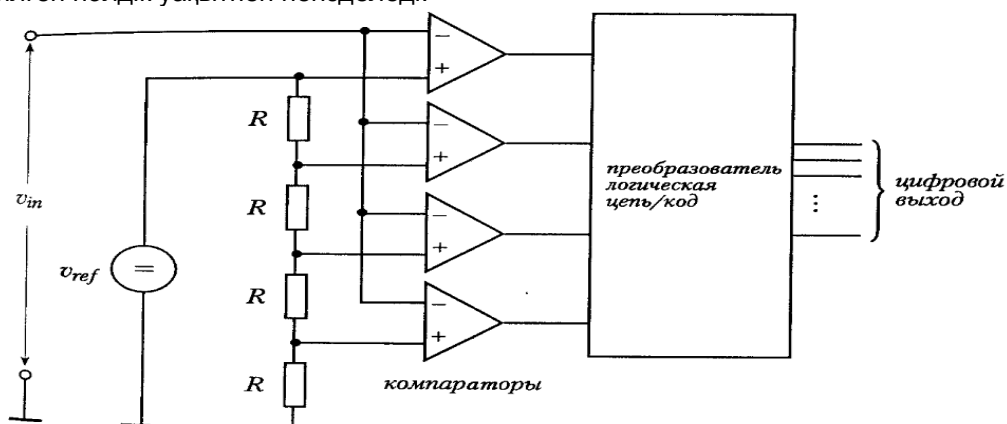 −
+
R
−
+
R
−
+
R
−
+
R
v_in
v_ref
=
преобразователь
логическая
цепь/код
цифровой
выход
компараторы